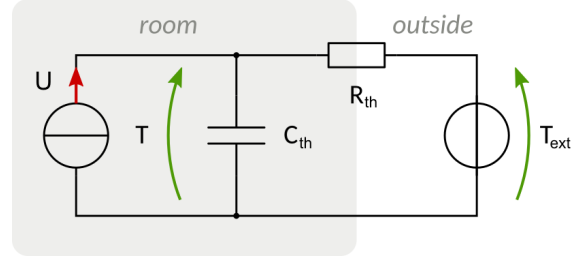 room
outside
U
T
C_th
R_th
T_ext